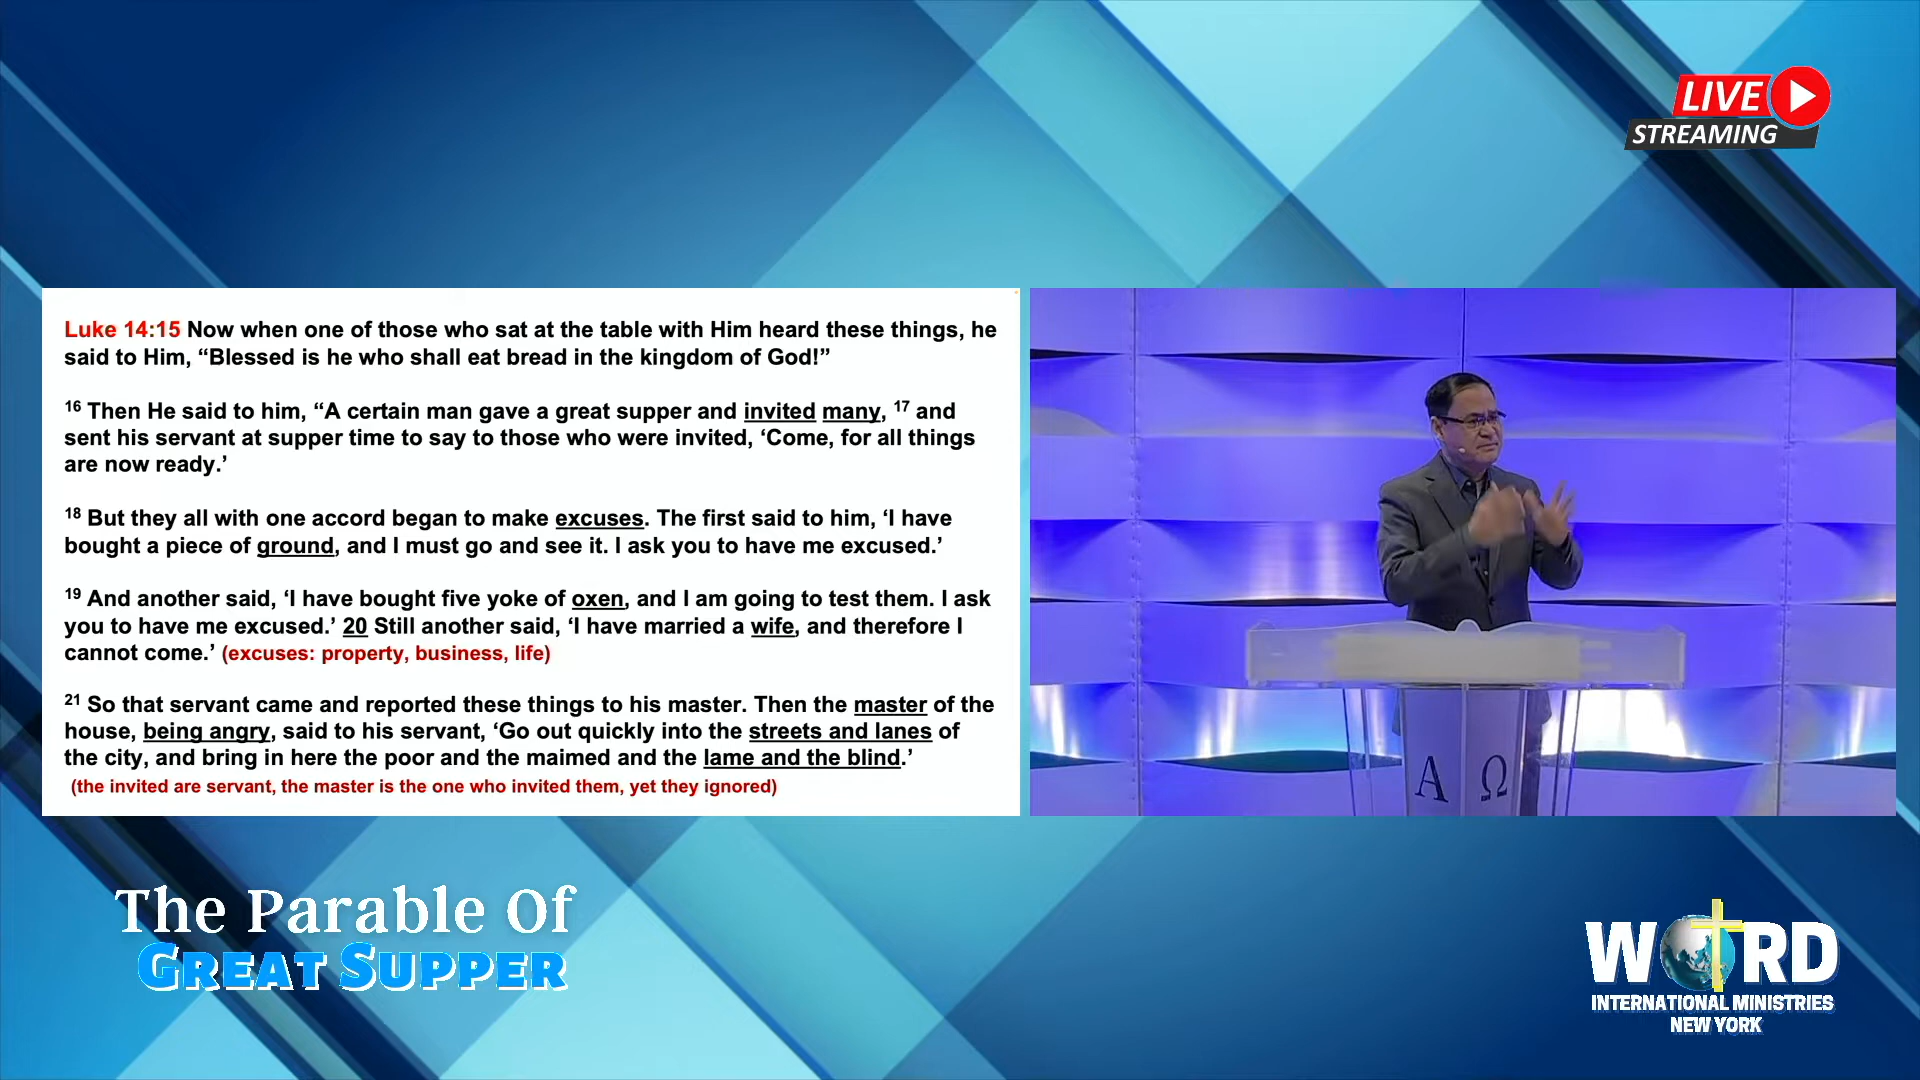 LIVE
STREAMING
Luke 14:15 Now when one of those who sat at the table with Him heard these things, he
said to Him, “Blessed is he who shall eat bread in the kingdom of God!”
16 Then He said to him, “A certain man gave a great supper and invited many, 17 and
sent his servant at supper time to say to those who were invited, ‘Come, for all things
are now ready.’
18 But they all with one accord began to make excuses. The first said to him, ‘I have
bought a piece of ground, and I must go and see it. I ask you to have me excused.’
19 And another said, ‘I have bought five yoke of oxen, and I am going to test them. I ask
you to have me excused.’ 20 Still another said, ‘I have married a wife, and therefore I
cannot come.’ (excuses: property, business, life)
21 So that servant came and reported these things to his master. Then the master of the
house, being angry, said to his servant, ‘Go out quickly into the streets and lanes of
the city, and bring in here the poor and the maimed and the lame and the blind.’
(the invited are servant, the master is the one who invited them, yet they ignored)
Α Ω
The Parable Of
GREAT SUPPER
WORD
INTERNATIONAL MINISTRIES
NEW YORK